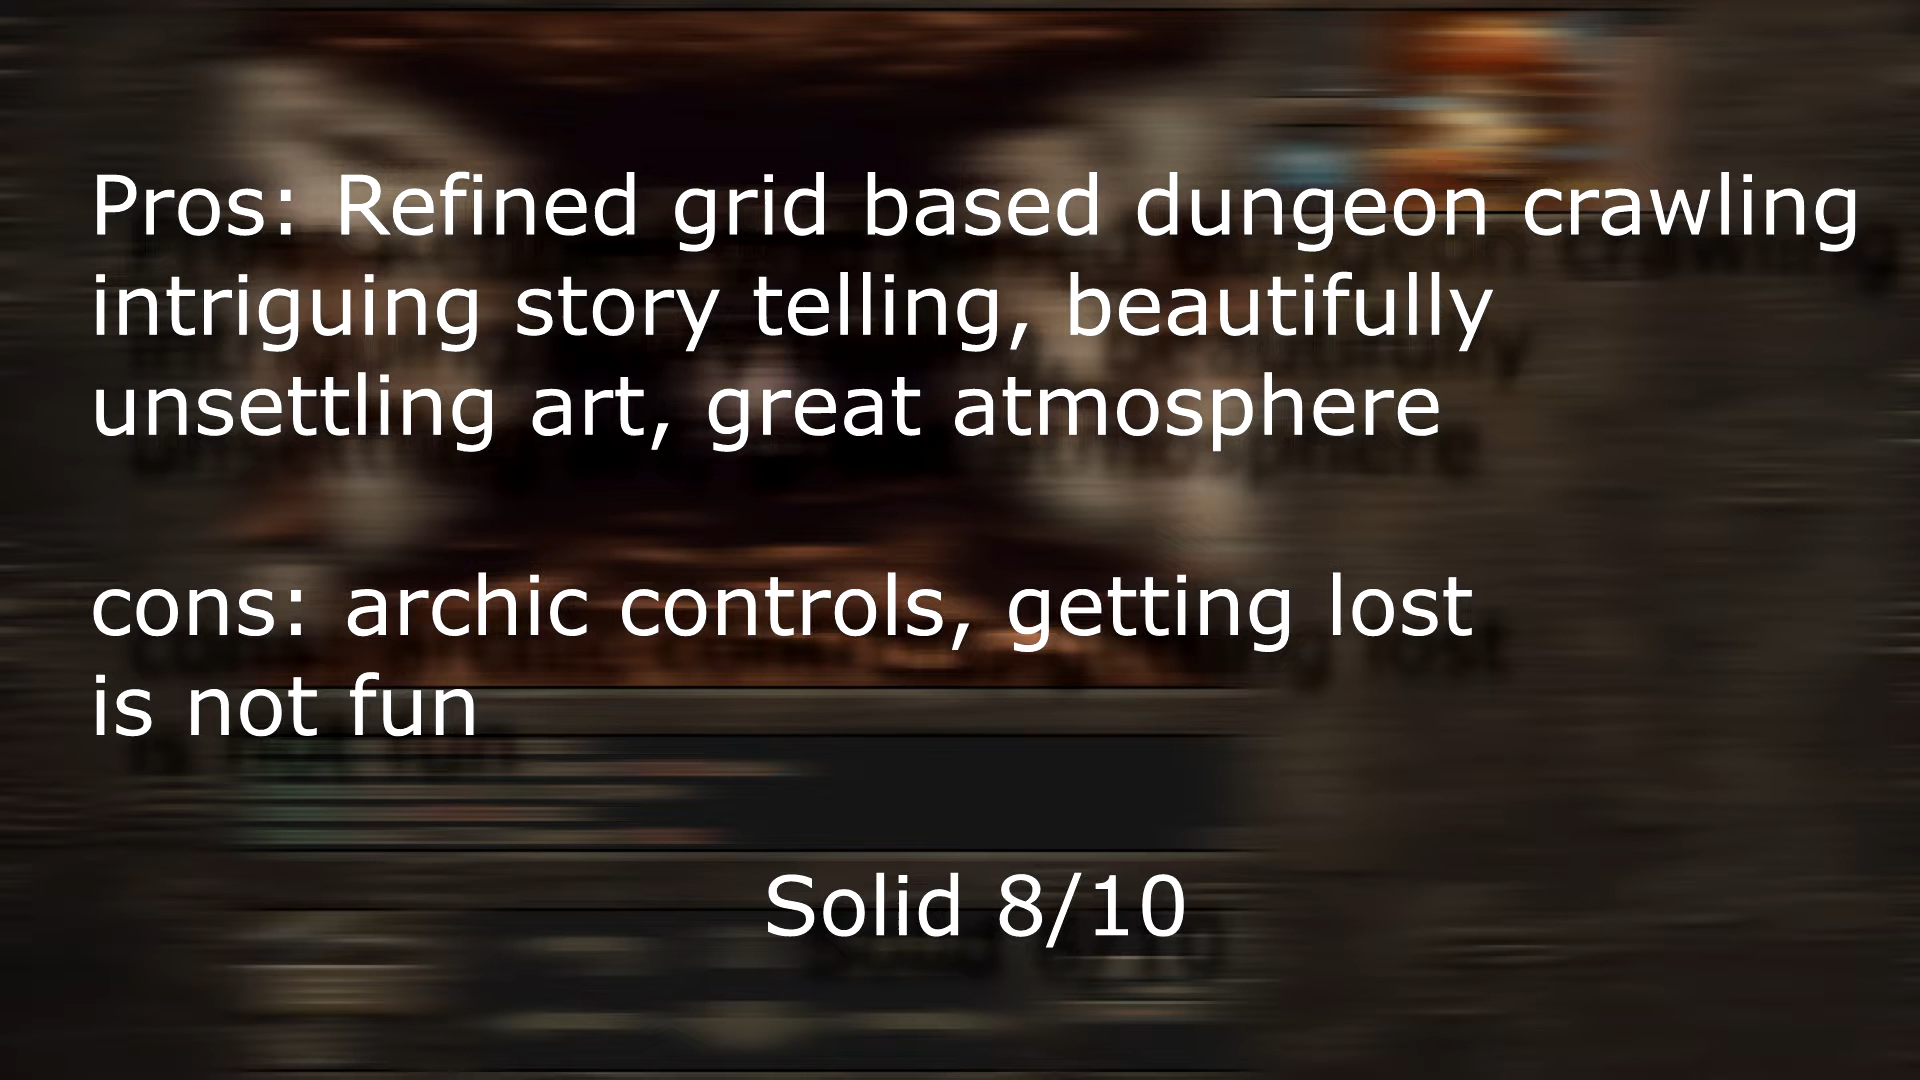 Pros: Refined grid based dungeon crawling
intriguing story telling, beautifully
unsettling art, great atmosphere
cons: archic controls, getting lost
is not fun
Solid 8/10